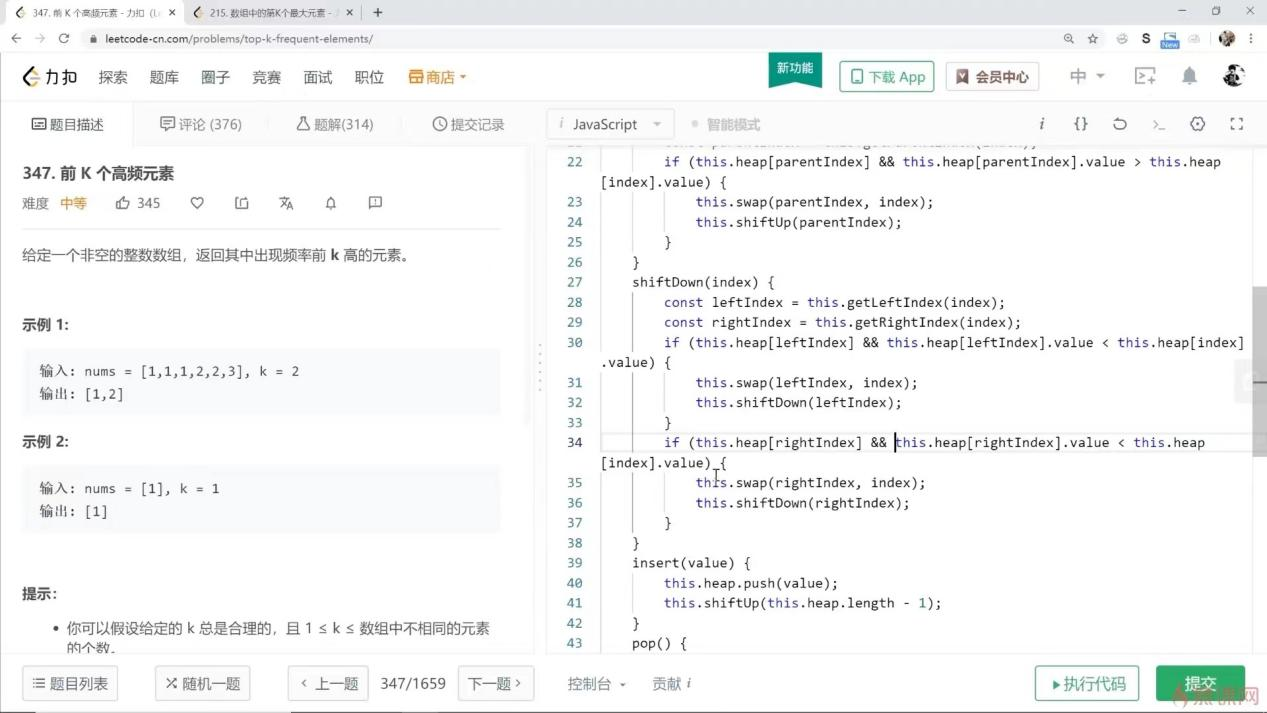 347. 前 K 个高频元素 - 力扣 (Le
215. 数组中的第K个最大元素 -
leetcode-cn.com/problems/top-k-frequent-elements/
S
New
力扣 探索 题库 圈子 竞赛 面试 职位 商店
新功能
下载 App
会员中心
中
题目描述
评论 (376)
题解(314)
提交记录
i JavaScript
智能模式
i {}
347. 前 K 个高频元素
难度 中等 345
给定一个非空的整数数组，返回其中出现频率前 k 高的元素。
示例 1:
输入: nums = [1,1,1,2,2,3], k = 2
输出: [1,2]
示例 2:
输入: nums = [1], k = 1
输出: [1]
提示：
• 你可以假设给定的 k 总是合理的，且 1 ≤ k ≤ 数组中不相同的元素
的个数。
22 if (this.heap[parentIndex] && this.heap[parentIndex].value > this.heap
[index].value) {
23 this.swap(parentIndex, index);
24 this.shiftUp(parentIndex);
25 }
26 }
27 shiftDown(index) {
28 const leftIndex = this.getLeftIndex(index);
29 const rightIndex = this.getRightIndex(index);
30 if (this.heap[leftIndex] && this.heap[leftIndex].value < this.heap[index]
.value) {
31 this.swap(leftIndex, index);
32 this.shiftDown(leftIndex);
33 }
34 if (this.heap[rightIndex] && this.heap[rightIndex].value < this.heap
[index].value) {
35 this.swap(rightIndex, index);
36 this.shiftDown(rightIndex);
37 }
38 }
39 insert(value) {
40 this.heap.push(value);
41 this.shiftUp(this.heap.length - 1);
42 }
43 pop() {
题目列表
随机一题
上一题
347/1659
下一题
控制台
贡献 i
执行代码
提交
慕课网